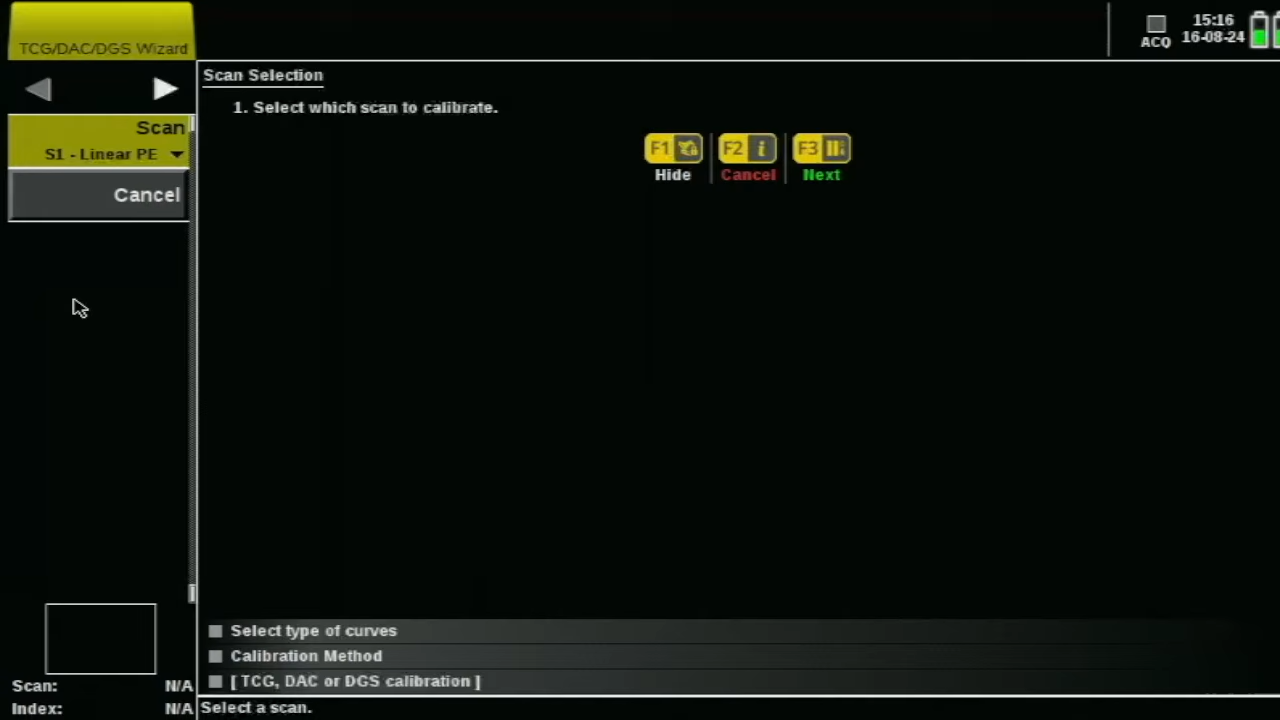 TCG/DAC/DGS Wizard
ACQ
15:16
16-08-24
Scan
S1 - Linear PE
Cancel
Scan Selection
1. Select which scan to calibrate.
F1
F2 i
F3
Hide
Cancel
Next
Select type of curves
Calibration Method
[ TCG, DAC or DGS calibration ]
Scan: N/A
Index: N/A
Select a scan.